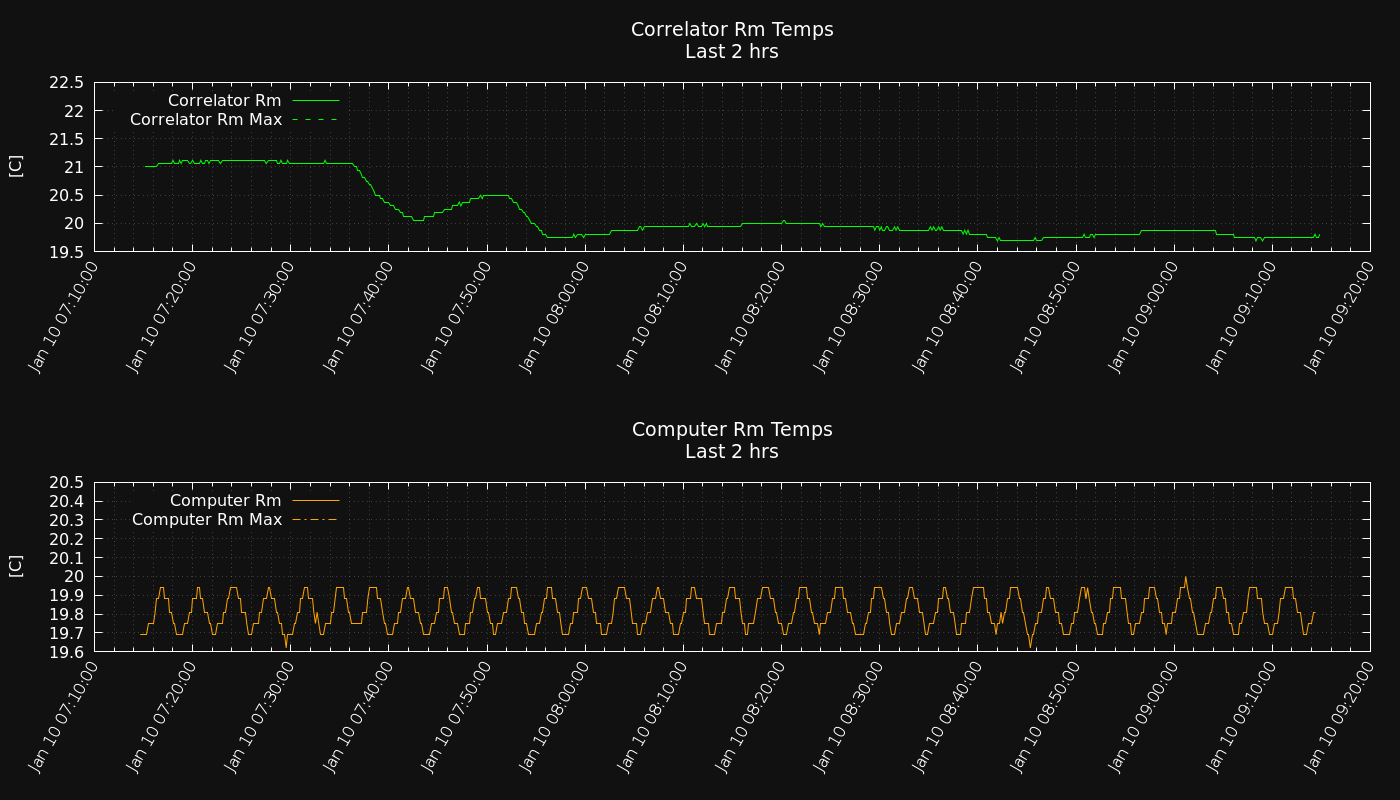 Correlator Rm Temps
Last 2 hrs
22.5
22
21.5
21
20.5
20
19.5
[C]
Correlator Rm
Correlator Rm Max
Jan 10 07:10:00
Jan 10 07:20:00
Jan 10 07:30:00
Jan 10 07:40:00
Jan 10 07:50:00
Jan 10 08:00:00
Jan 10 08:10:00
Jan 10 08:20:00
Jan 10 08:30:00
Jan 10 08:40:00
Jan 10 08:50:00
Jan 10 09:00:00
Jan 10 09:10:00
Jan 10 09:20:00
Computer Rm Temps
Last 2 hrs
20.5
20.4
20.3
20.2
20.1
20
19.9
19.8
19.7
19.6
[C]
Computer Rm
Computer Rm Max
Jan 10 07:10:00
Jan 10 07:20:00
Jan 10 07:30:00
Jan 10 07:40:00
Jan 10 07:50:00
Jan 10 08:00:00
Jan 10 08:10:00
Jan 10 08:20:00
Jan 10 08:30:00
Jan 10 08:40:00
Jan 10 08:50:00
Jan 10 09:00:00
Jan 10 09:10:00
Jan 10 09:20:00